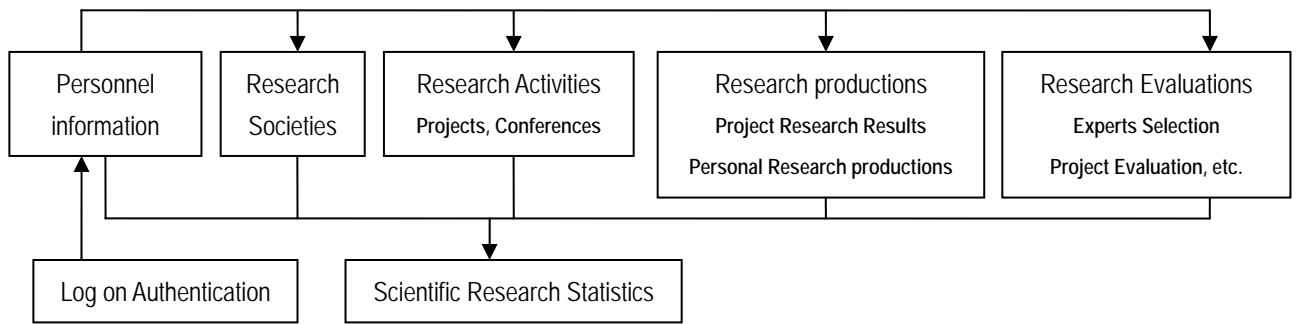 Personnel
information
Research
Societies
Research Activities
Projects, Conferences
Research productions
Project Research Results
Personal Research productions
Research Evaluations
Experts Selection
Project Evaluation, etc.
Log on Authentication
Scientific Research Statistics